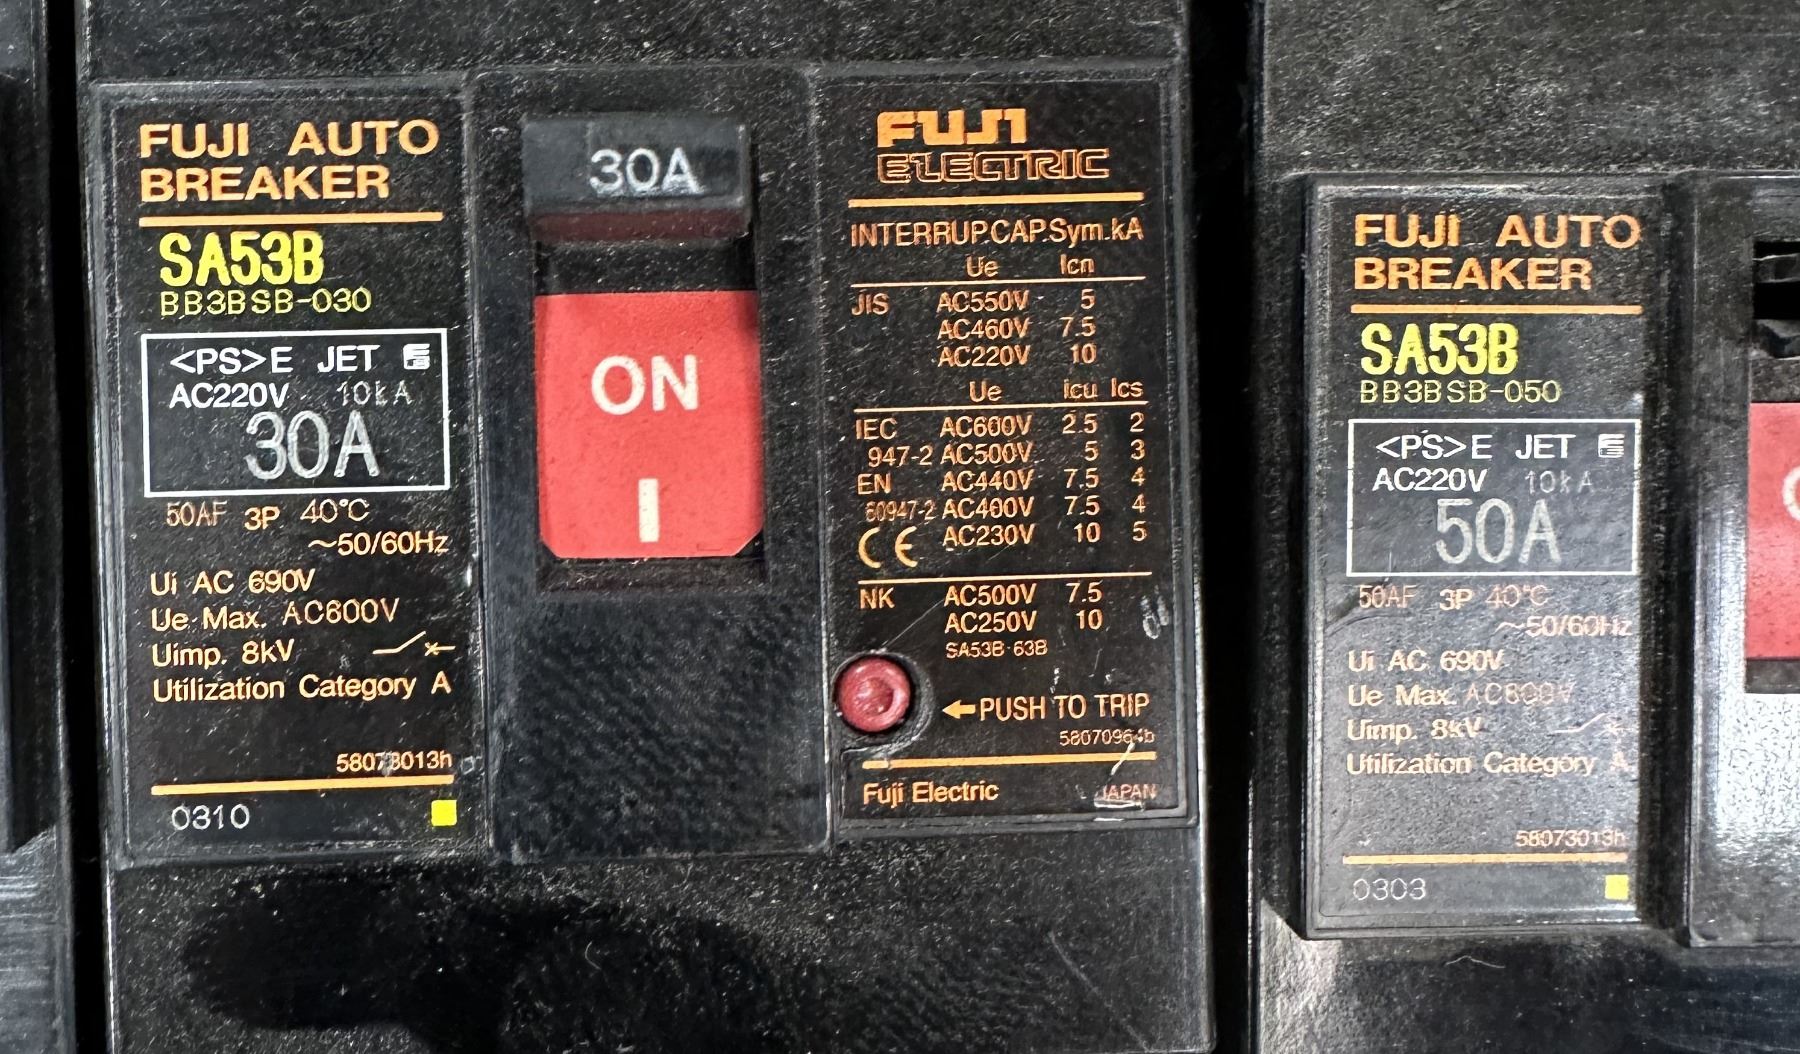 FUJI AUTO
BREAKER
SA53B
BB3BSB-030
<PS>E JET
AC220V 10kA
30A
50AF 3P 40°C
~50/60Hz
Ui AC 690V
Ue Max. AC600V
Uimp. 8kV
Utilization Category A
58073013h
0310
30A
ON
I
FUJI
ELECTRIC
INTERRUP.CAP.Sym.kA
Ue Icn
JIS AC550V 5
AC460V 7.5
AC220V 10
Ue Icu Ics
IEC AC600V 2.5 2
947-2 AC500V 5 3
EN AC440V 7.5 4
60947-2 AC400V 7.5 4
CE AC230V 10 5
NK AC500V 7.5
AC250V 10
SA53B·63B
←PUSH TO TRIP
58070964b
Fuji Electric JAPAN
FUJI AUTO
BREAKER
SA53B
BB3BSB-050
<PS>E JET
AC220V 10kA
50A
50AF 3P 40°C
~50/60Hz
Ui AC 690V
Ue Max. AC600V
Uimp. 8kV
Utilization Category A
58073013h
0303